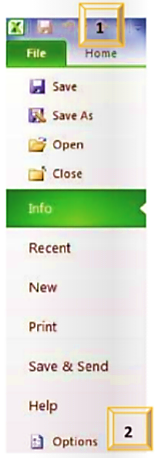 1
File Home
Save
Save As
Open
Close
Info
Recent
New
Print
Save & Send
Help
Options 2